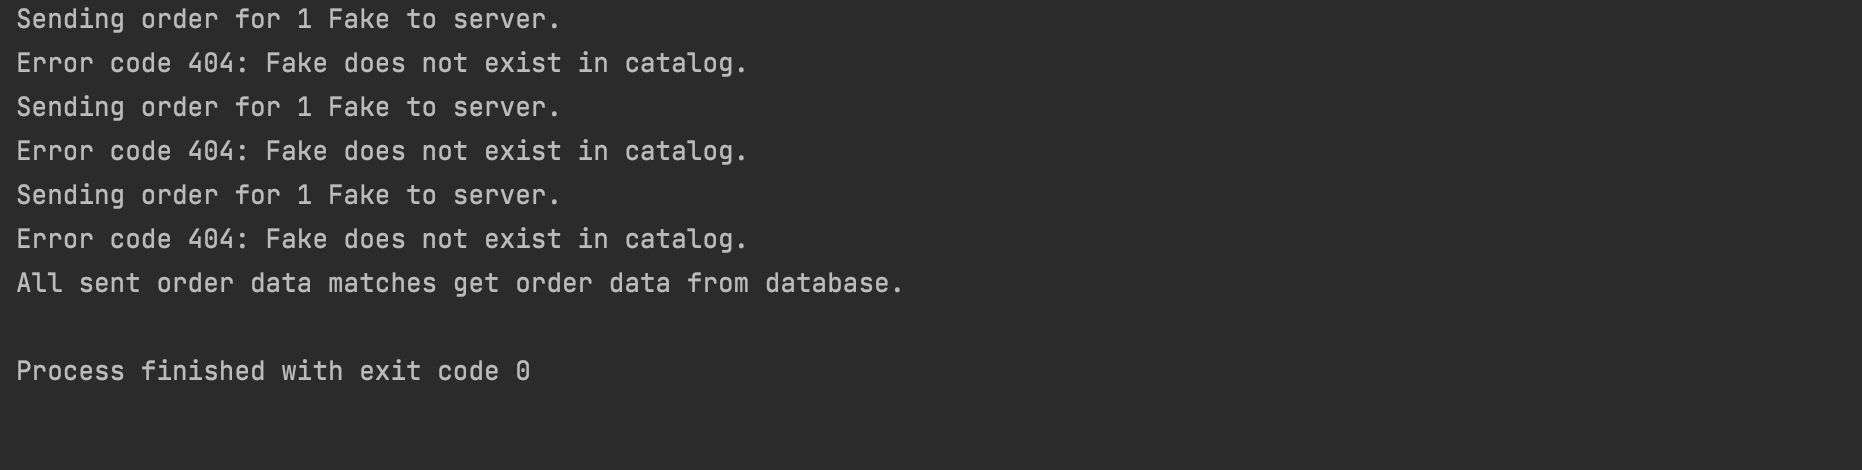 Sending order for 1 Fake to server.
Error code 404: Fake does not exist in catalog.
Sending order for 1 Fake to server.
Error code 404: Fake does not exist in catalog.
Sending order for 1 Fake to server.
Error code 404: Fake does not exist in catalog.
All sent order data matches get order data from database.
Process finished with exit code 0